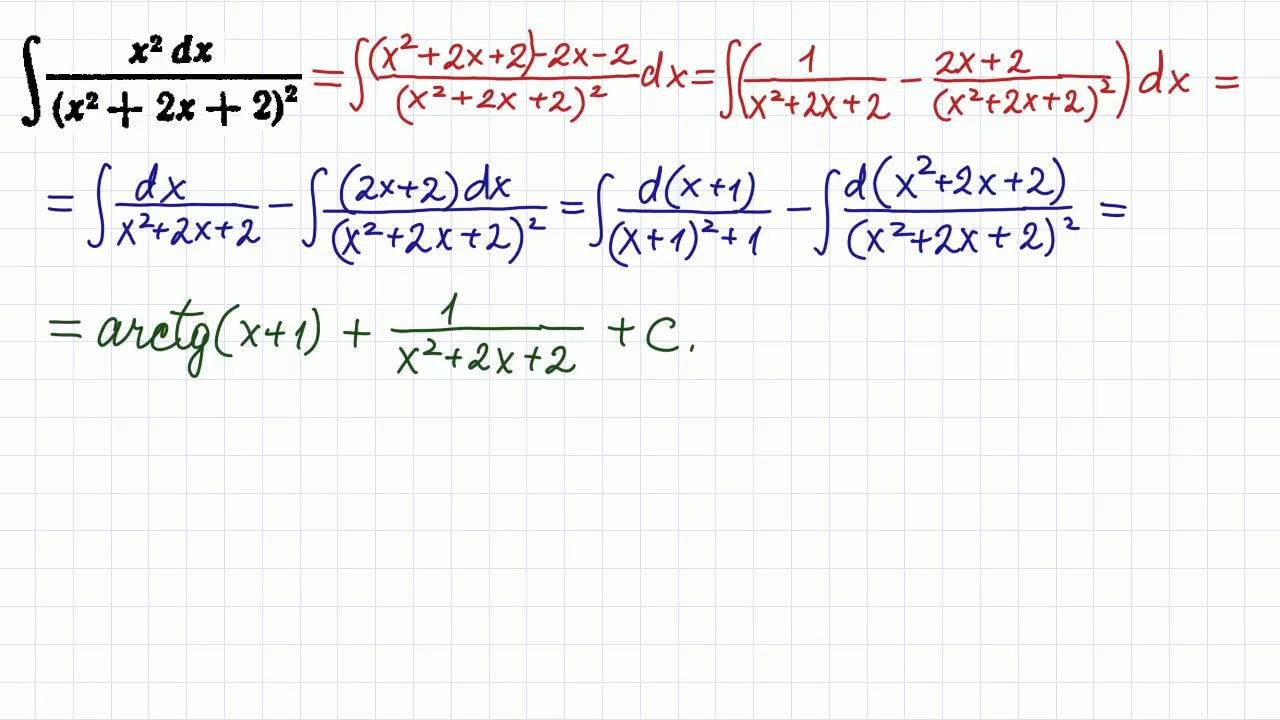 ∫ x² dx / (x² + 2x + 2)² = ∫ (x²+2x+2)-2x-2 / (x²+2x+2)² dx = ∫ ( 1 / x²+2x+2 - 2x+2 / (x²+2x+2)² ) dx =
= ∫ dx / x²+2x+2 - ∫ (2x+2)dx / (x²+2x+2)² = ∫ d(x+1) / (x+1)²+1 - ∫ d(x²+2x+2) / (x²+2x+2)² =
= arctg(x+1) + 1 / x²+2x+2 + C.